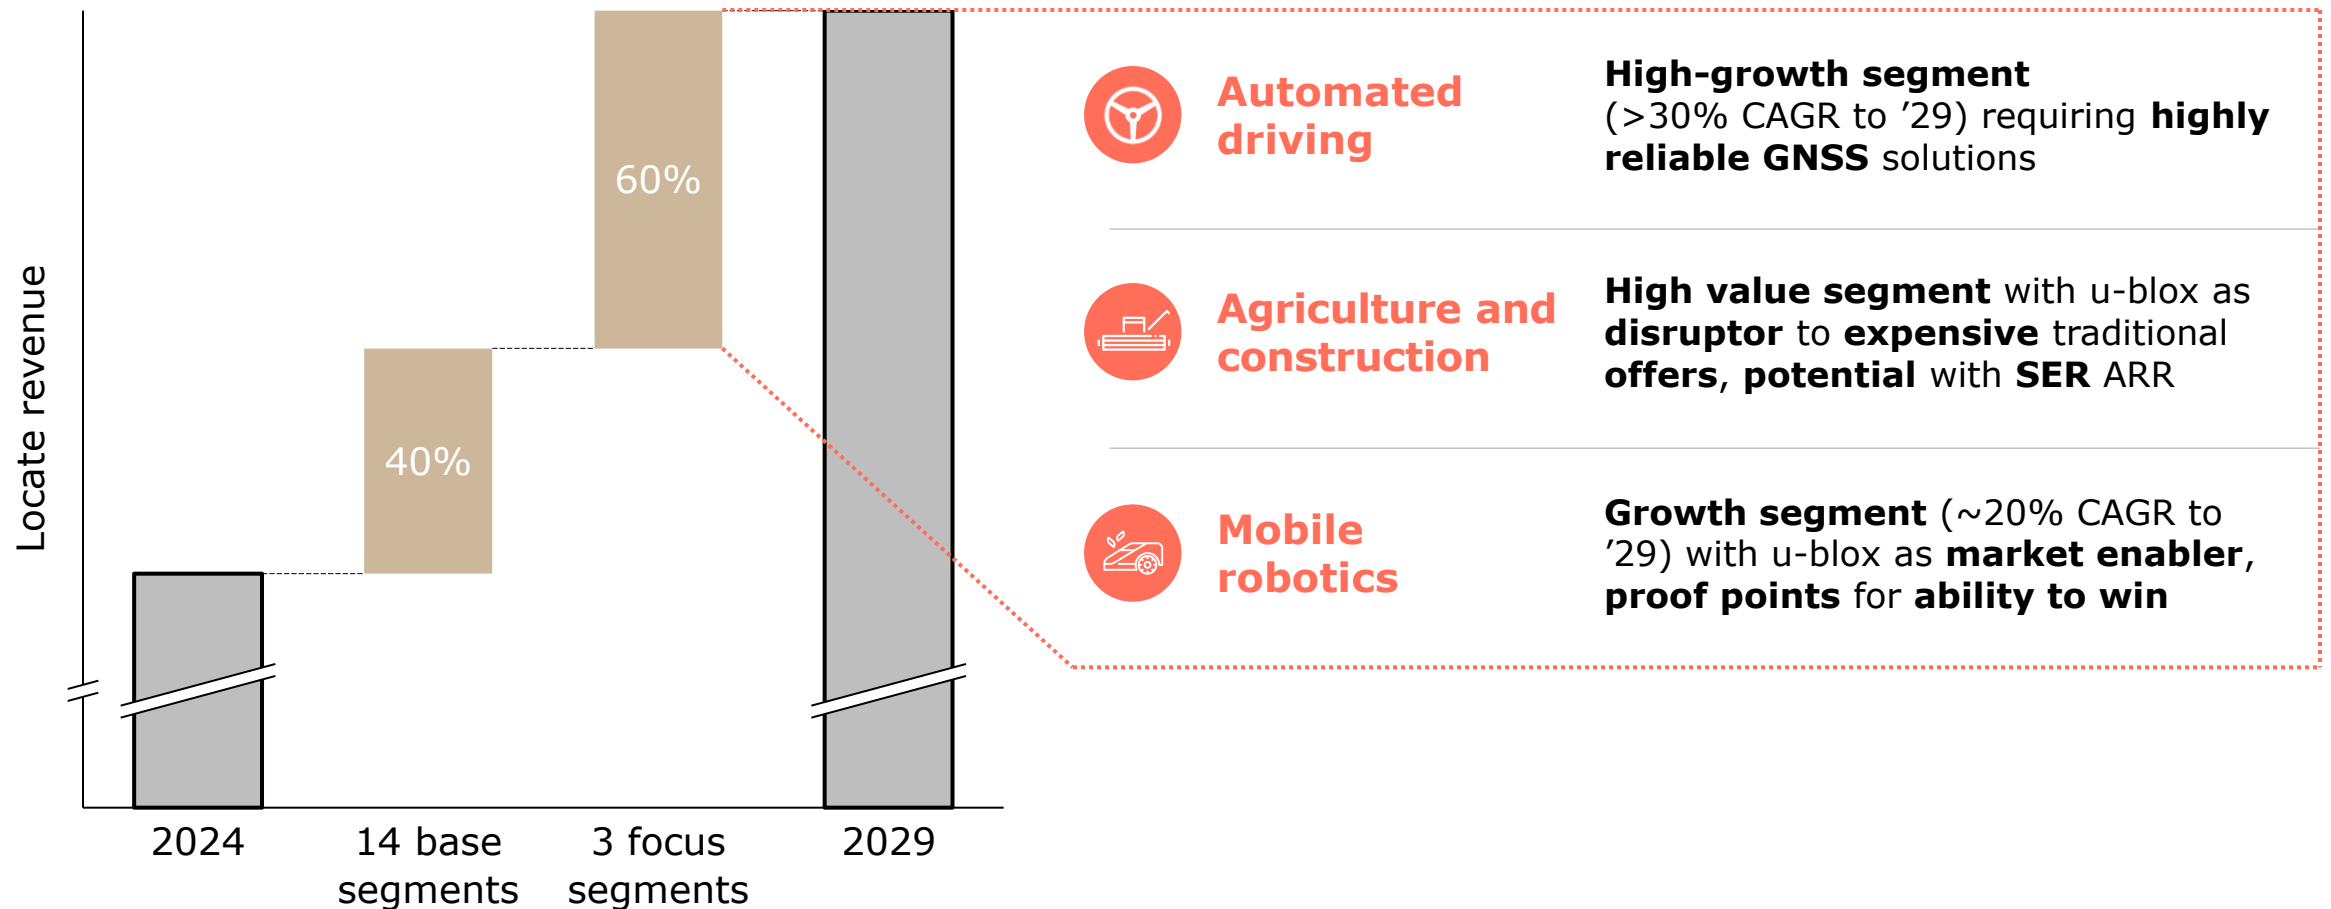 Locate revenue
40%
60%
2024
14 base
segments
3 focus
segments
2029
Automated
driving
High-growth segment
(>30% CAGR to ’29) requiring highly
reliable GNSS solutions
Agriculture and
construction
High value segment with u-blox as
disruptor to expensive traditional
offers, potential with SER ARR
Mobile
robotics
Growth segment (~20% CAGR to
’29) with u-blox as market enabler,
proof points for ability to win